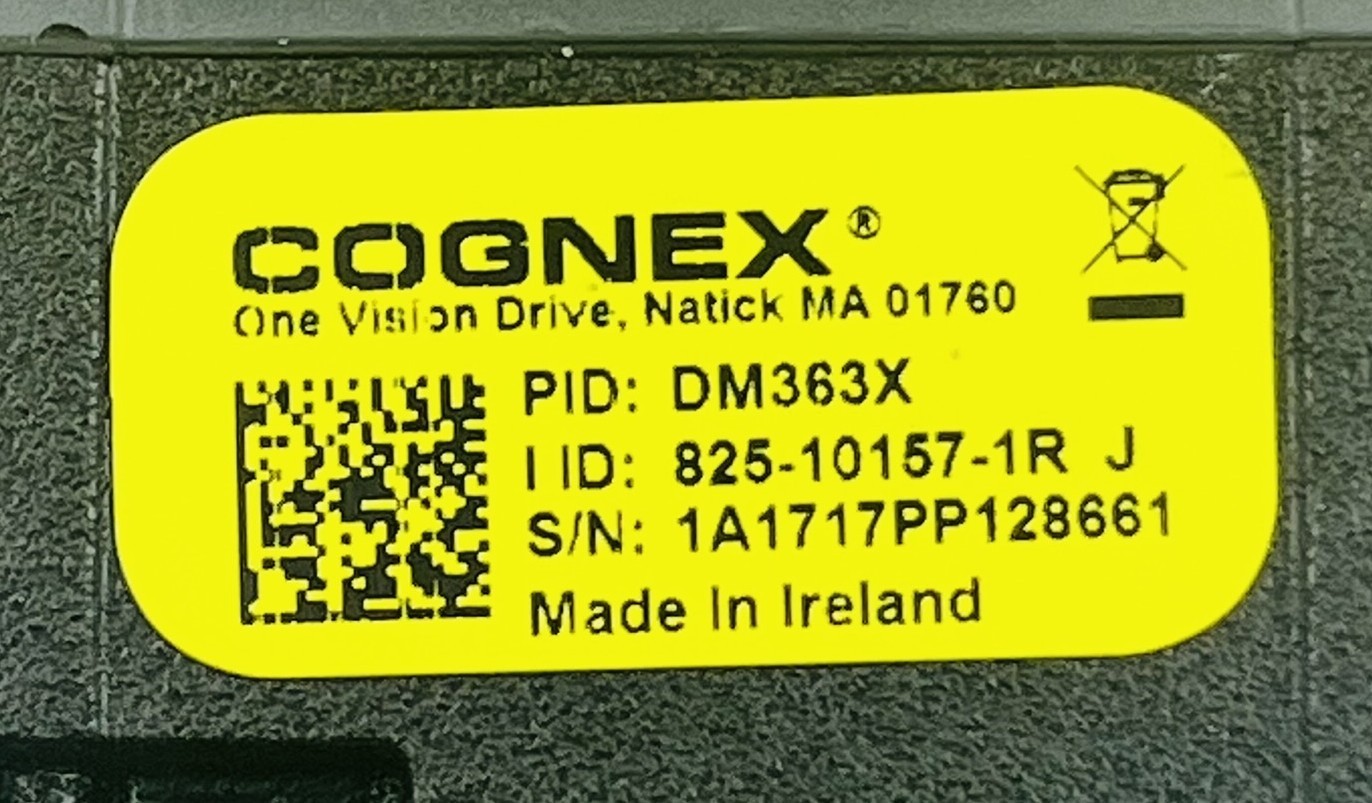 COGNEX®
One Vision Drive, Natick MA 01760
PID: DM363X
I ID: 825-10157-1R J
S/N: 1A1717PP128661
Made In Ireland